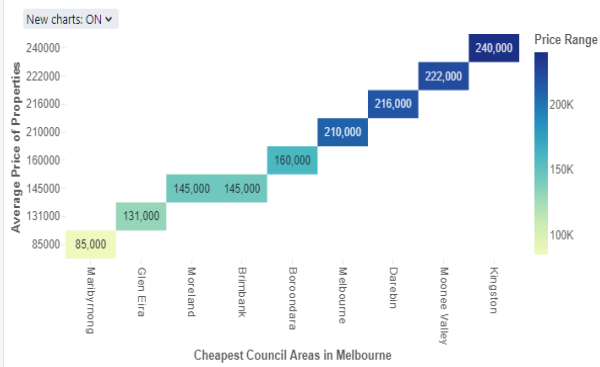 New charts: ON
Price Range
240000
222000
216000
210000
160000
145000
131000
85000
Average Price of Properties
240,000
222,000
216,000
210,000
160,000
145,000 145,000
131,000
85,000
200K
150K
100K
Maribyrnong
Glen Eira
Moreland
Brimbank
Boroondara
Melbourne
Darebin
Moonee Valley
Kingston
Cheapest Council Areas in Melbourne